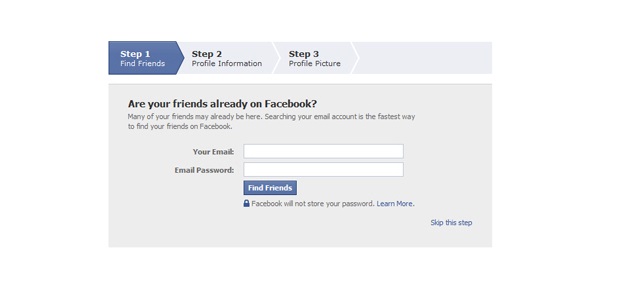 Step 1
Find Friends
Step 2
Profile Information
Step 3
Profile Picture
Are your friends already on Facebook?
Many of your friends may already be here. Searching your email account is the fastest way
to find your friends on Facebook.
Your Email:
Email Password:
Find Friends
Facebook will not store your password. Learn More.
Skip this step